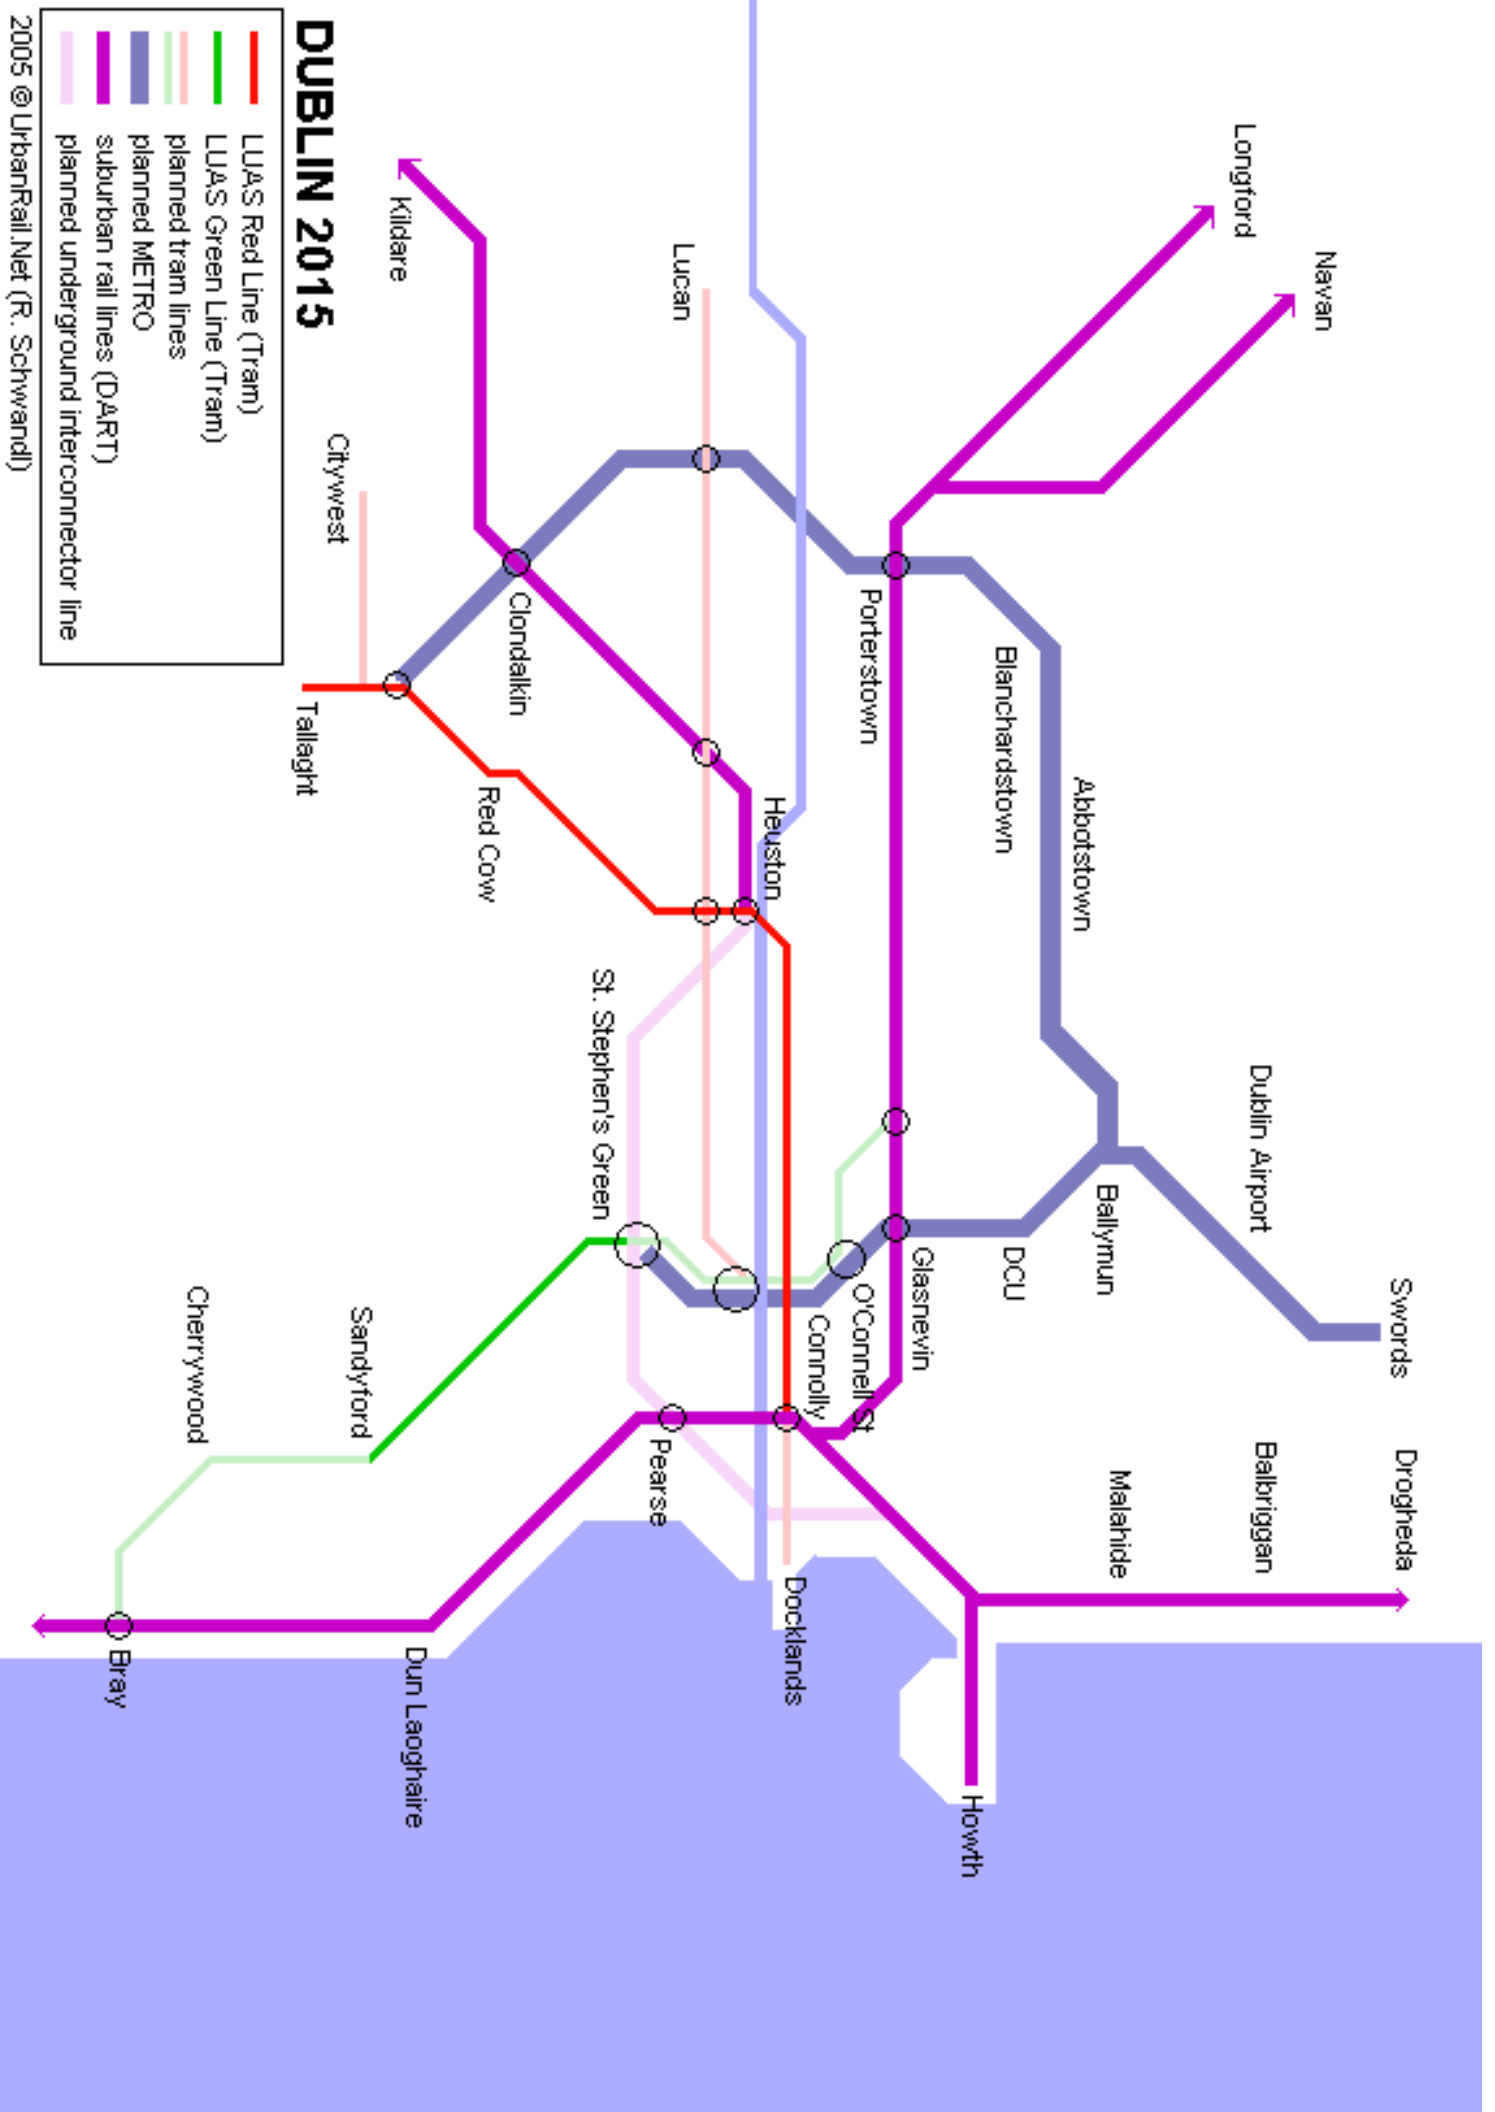 Swords
Drogheda
Navan
Dublin Airport
Balbriggan
Longford
Ballymun
Malahide
Abbotstown
Blanchardstown
DCU
Glasnevin
Howth
Porterstown
O'Connell St
Connolly
Docklands
Heuston
Lucan
Pearse
St. Stephen's Green
Clondalkin
Red Cow
Kildare
Dun Laoghaire
Sandyford
Citywest
Tallaght
Cherrywood
Bray
DUBLIN 2015
LUAS Red Line (Tram)
LUAS Green Line (Tram)
planned tram lines
planned METRO
suburban rail lines (DART)
planned underground interconnector line
2005 © UrbanRail.Net (R. Schwandl)